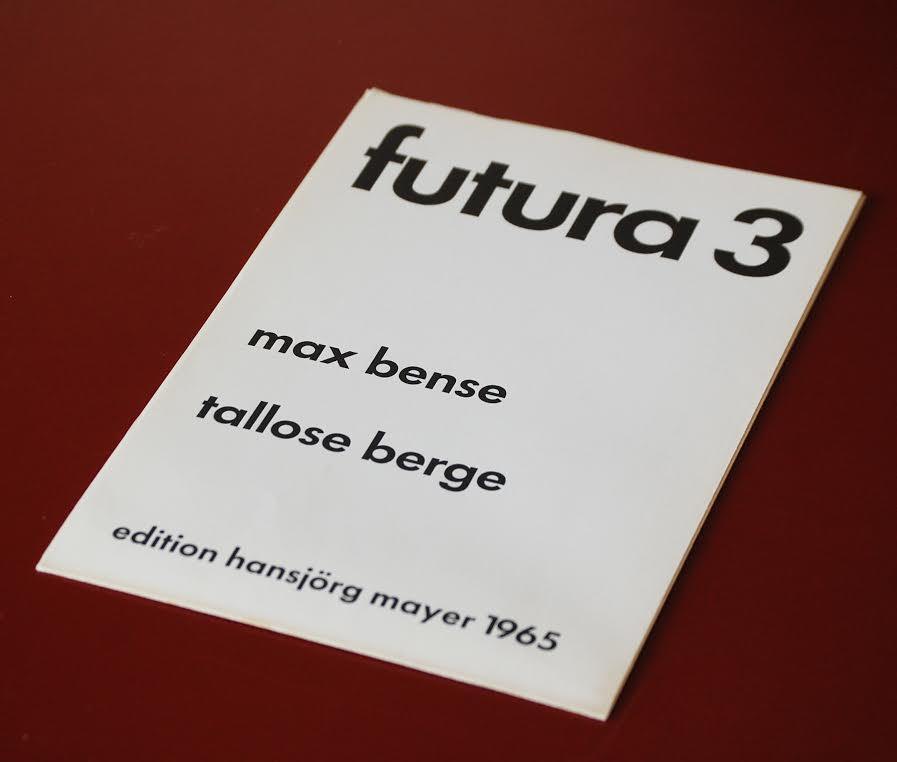 futura 3
max bense
tallose berge
edition hansjörg mayer 1965